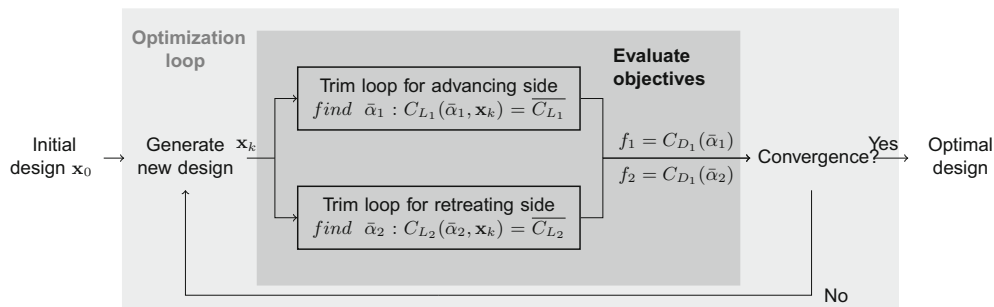 Optimization
loop
Evaluate
objectives
Trim loop for advancing side
find ᾱ₁ : C_{L₁}(ᾱ₁, x_k) = \overline{C_{L₁}}
Initial
design x₀
Generate
new design
x_k
f₁ = C_{D₁}(ᾱ₁)
f₂ = C_{D₁}(ᾱ₂)
Convergence?
Yes
Optimal
design
Trim loop for retreating side
find ᾱ₂ : C_{L₂}(ᾱ₂, x_k) = \overline{C_{L₂}}
No